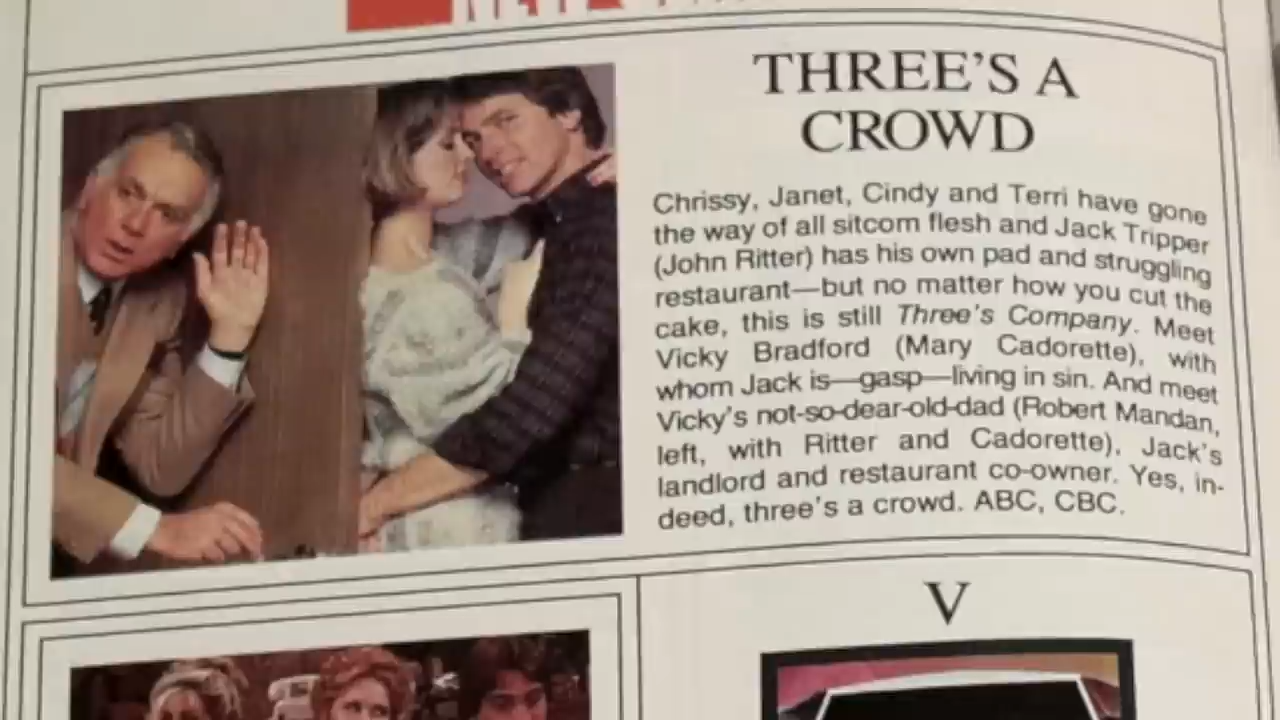 THREE'S A
CROWD
Chrissy, Janet, Cindy and Terri have gone
the way of all sitcom flesh and Jack Tripper
(John Ritter) has his own pad and struggling
restaurant—but no matter how you cut the
cake, this is still Three's Company. Meet
Vicky Bradford (Mary Cadorette), with
whom Jack is—gasp—living in sin. And meet
Vicky's not-so-dear-old-dad (Robert Mandan,
left, with Ritter and Cadorette), Jack's
landlord and restaurant co-owner. Yes, in-
deed, three's a crowd. ABC, CBC.
V